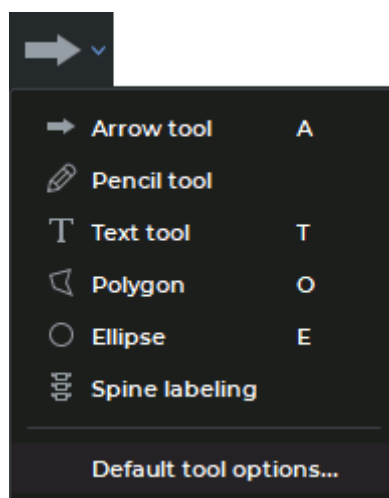 Arrow tool A
Pencil tool
Text tool T
Polygon O
Ellipse E
Spine labeling
Default tool options...